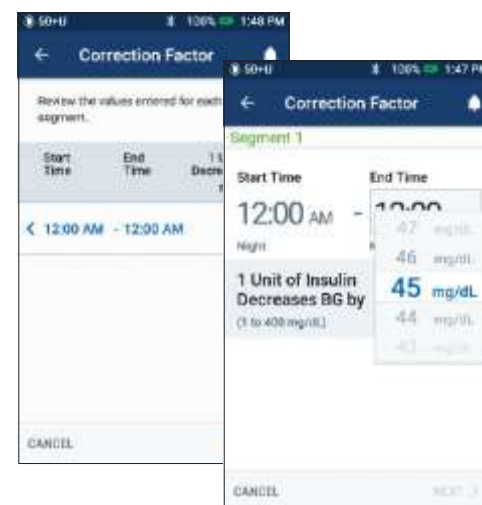 50+U 100% 1:48 PM
Correction Factor
Review the values entered for each
segment.
Start
Time
End
Time
12:00 AM - 12:00 AM
CANCEL
50+U 100% 1:47 PM
Correction Factor
Segment 1
Start Time
End Time
12:00 AM -
Night
1 Unit of Insulin
Decreases BG by
(1 to 400 mg/dL)
47 mg/dL
46 mg/dL
45 mg/dL
44 mg/dL
43 mg/dL
CANCEL
NEXT